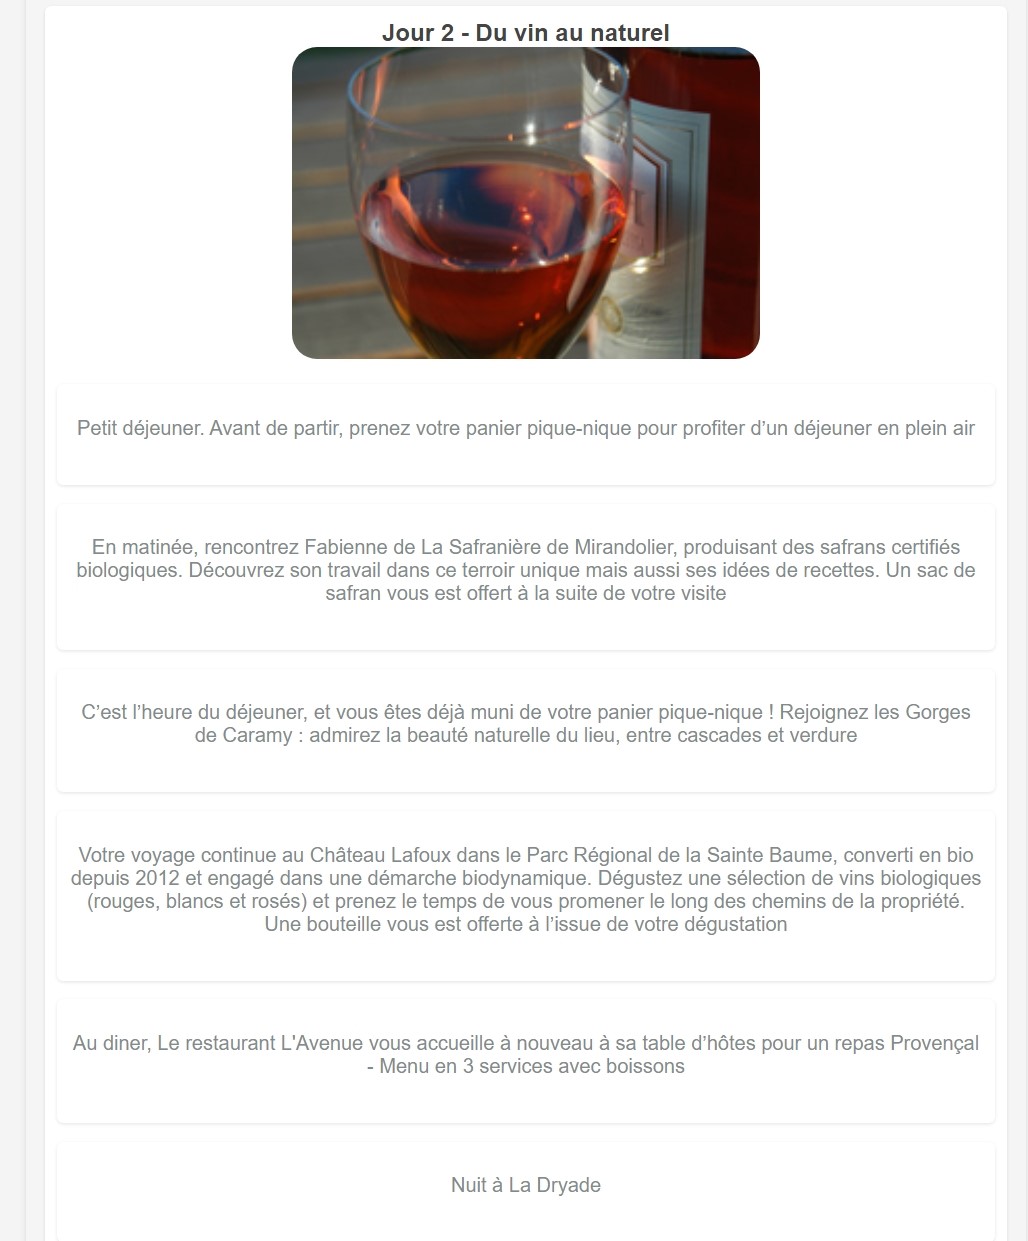 Jour 2 - Du vin au naturel
Petit déjeuner. Avant de partir, prenez votre panier pique-nique pour profiter d’un déjeuner en plein air
En matinée, rencontrez Fabienne de La Safranière de Mirandolier, produisant des safrans certifiés
biologiques. Découvrez son travail dans ce terroir unique mais aussi ses idées de recettes. Un sac de
safran vous est offert à la suite de votre visite
C’est l’heure du déjeuner, et vous êtes déjà muni de votre panier pique-nique ! Rejoignez les Gorges
de Caramy : admirez la beauté naturelle du lieu, entre cascades et verdure
Votre voyage continue au Château Lafoux dans le Parc Régional de la Sainte Baume, converti en bio
depuis 2012 et engagé dans une démarche biodynamique. Dégustez une sélection de vins biologiques
(rouges, blancs et rosés) et prenez le temps de vous promener le long des chemins de la propriété.
Une bouteille vous est offerte à l’issue de votre dégustation
Au diner, Le restaurant L'Avenue vous accueille à nouveau à sa table d’hôtes pour un repas Provençal
- Menu en 3 services avec boissons
Nuit à La Dryade